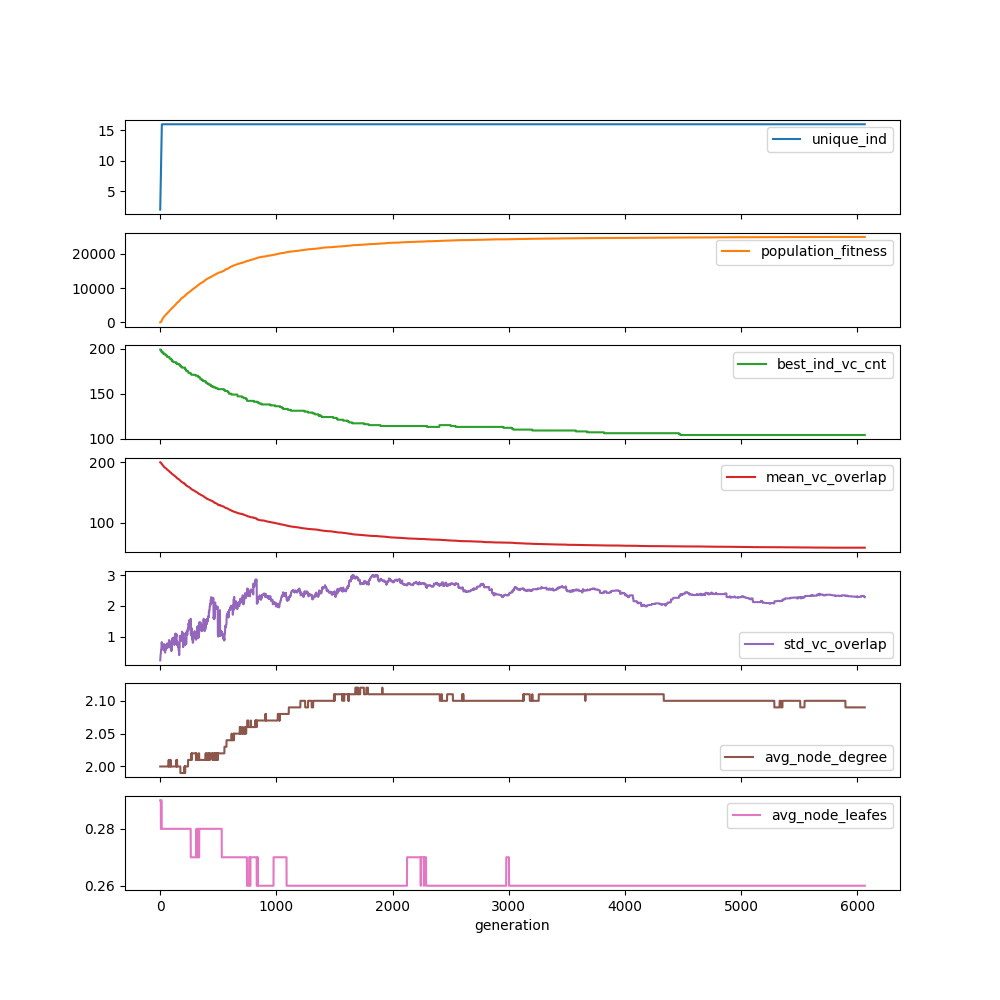 15
10
5
unique_ind
20000
10000
0
population_fitness
200
150
100
best_ind_vc_cnt
200
100
mean_vc_overlap
3
2
1
std_vc_overlap
2.10
2.05
2.00
avg_node_degree
0.28
0.26
avg_node_leafes
0 1000 2000 3000 4000 5000 6000
generation